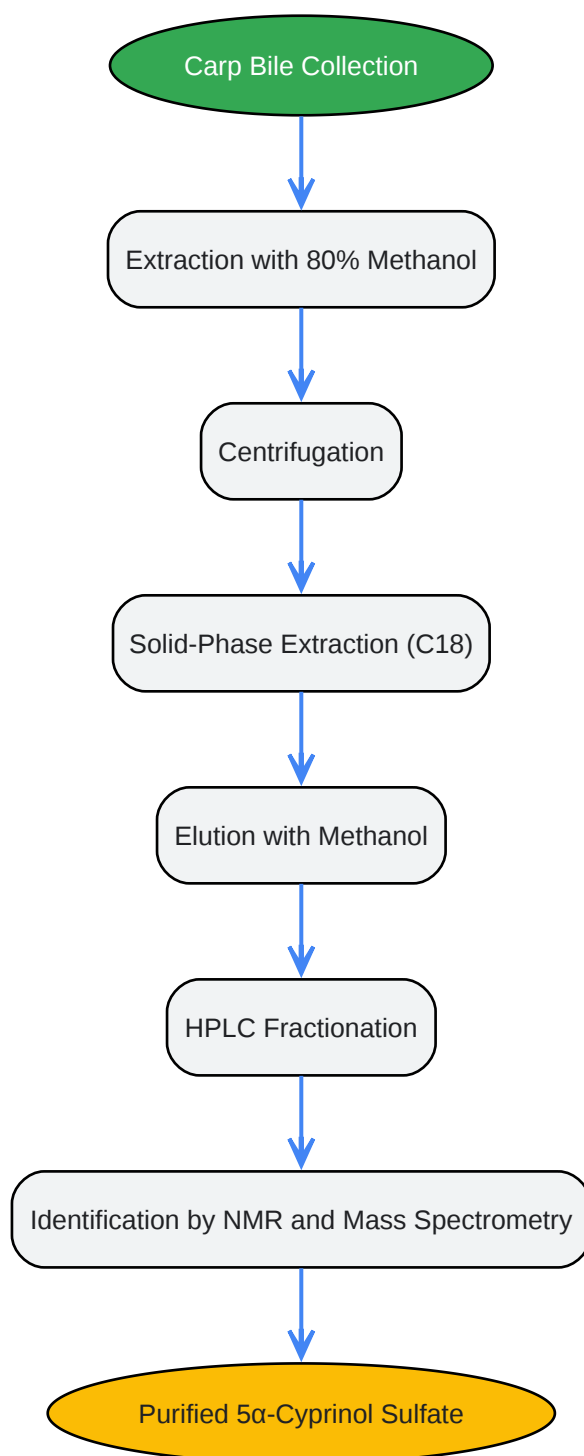 Carp Bile Collection
Extraction with 80% Methanol
Centrifugation
Solid-Phase Extraction (C18)
Elution with Methanol
HPLC Fractionation
Identification by NMR and Mass Spectrometry
Purified 5α-Cyprinol Sulfate